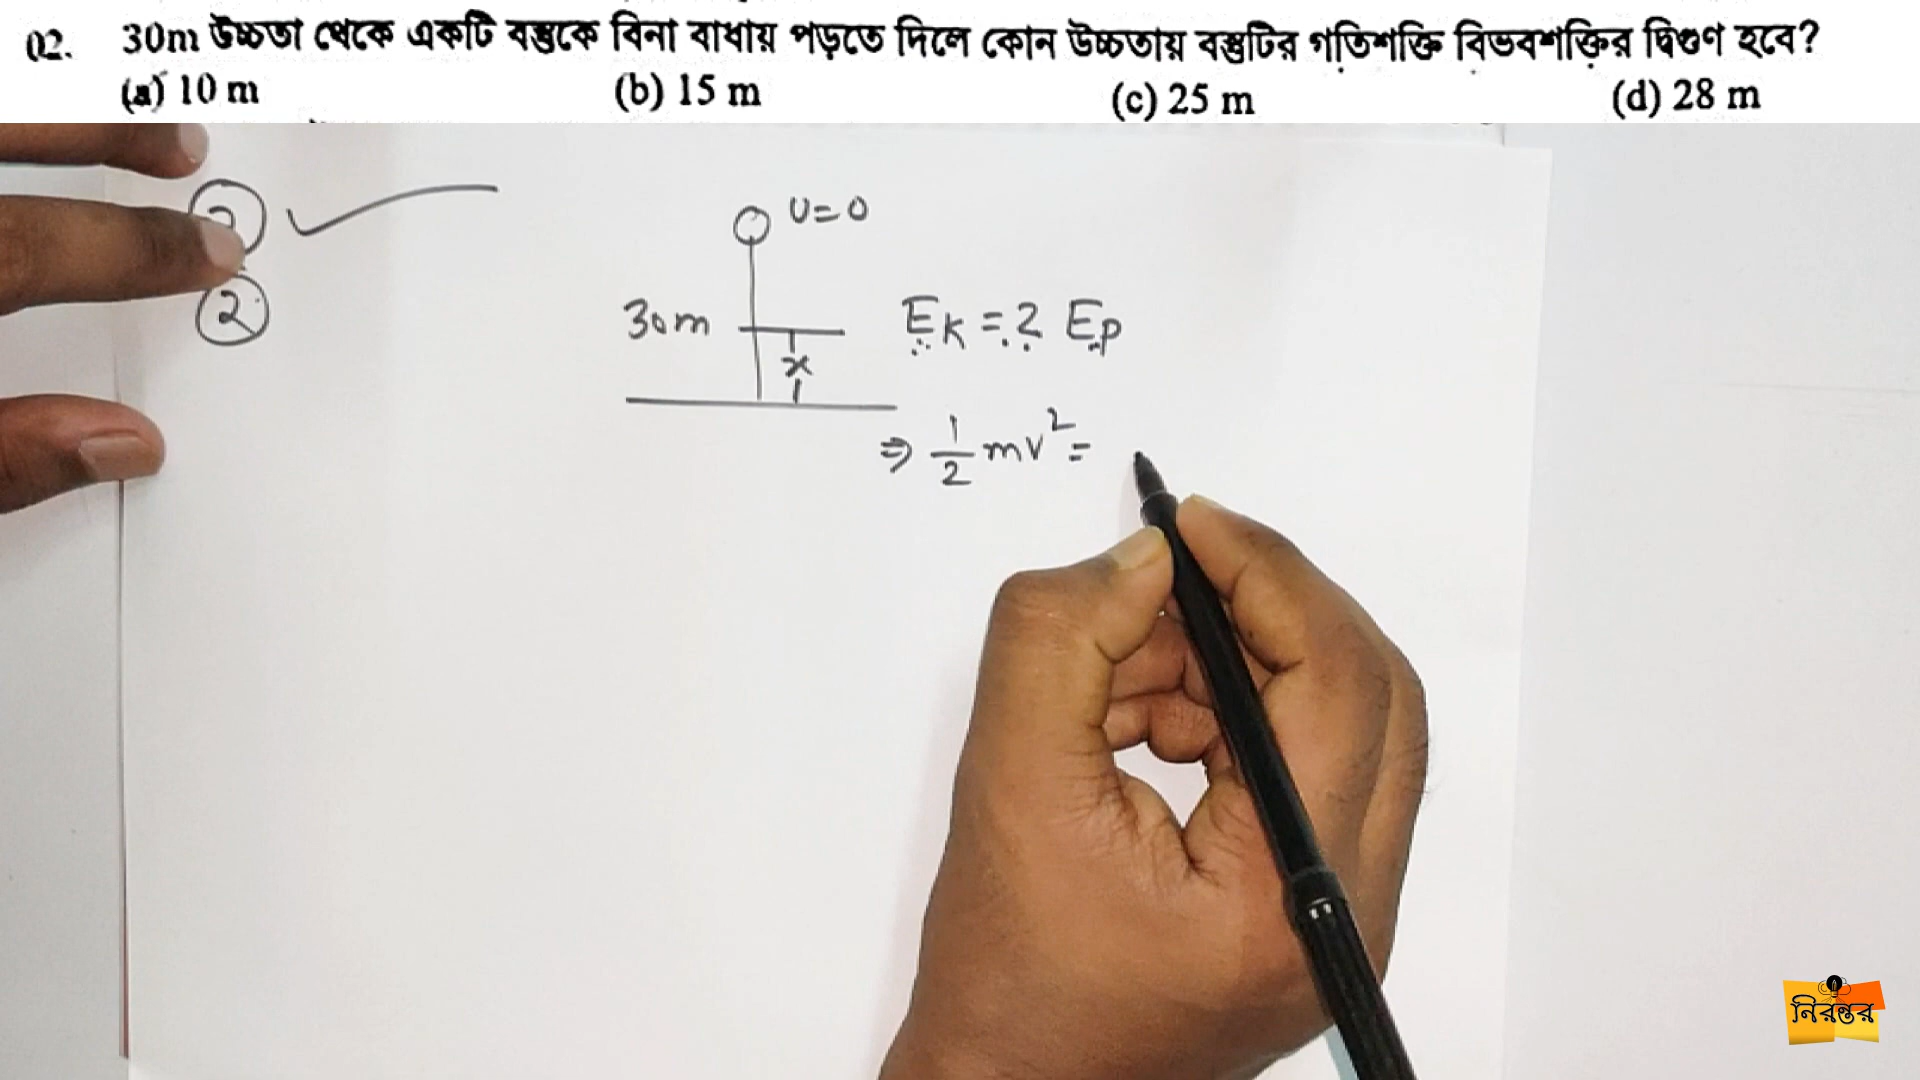 02. 30m উচ্চতা থেকে একটি বস্তুকে বিনা বাধায় পড়তে দিলে কোন উচ্চতায় বস্তুটির গতিশক্তি বিভবশক্তির দ্বিগুণ হবে?
(a) 10 m (b) 15 m (c) 25 m (d) 28 m
U=0
②
30m
x
Eₖ = 2 Eₚ
⇒ 1/2 mv² =
নিরন্তর